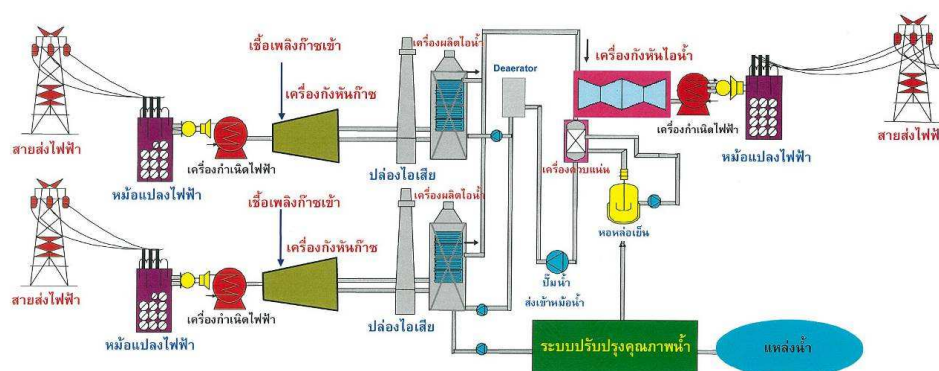 เชื้อเพลิงก๊าซเข้า
เครื่องกังหันก๊าซ
เครื่องผลิตไอน้ำ
Deaerator
เครื่องกังหันไอน้ำ
สายส่งไฟฟ้า
หม้อแปลงไฟฟ้า
เครื่องกำเนิดไฟฟ้า
ปล่องไอเสีย
เครื่องควบแน่น
เครื่องกำเนิดไฟฟ้า
หม้อแปลงไฟฟ้า
สายส่งไฟฟ้า
เชื้อเพลิงก๊าซเข้า
เครื่องกังหันก๊าซ
เครื่องผลิตไอน้ำ
หอหล่อเย็น
ปั๊มน้ำ
ส่งเข้าหม้อน้ำ
สายส่งไฟฟ้า
หม้อแปลงไฟฟ้า
เครื่องกำเนิดไฟฟ้า
ปล่องไอเสีย
ระบบปรับปรุงคุณภาพน้ำ
แหล่งน้ำ